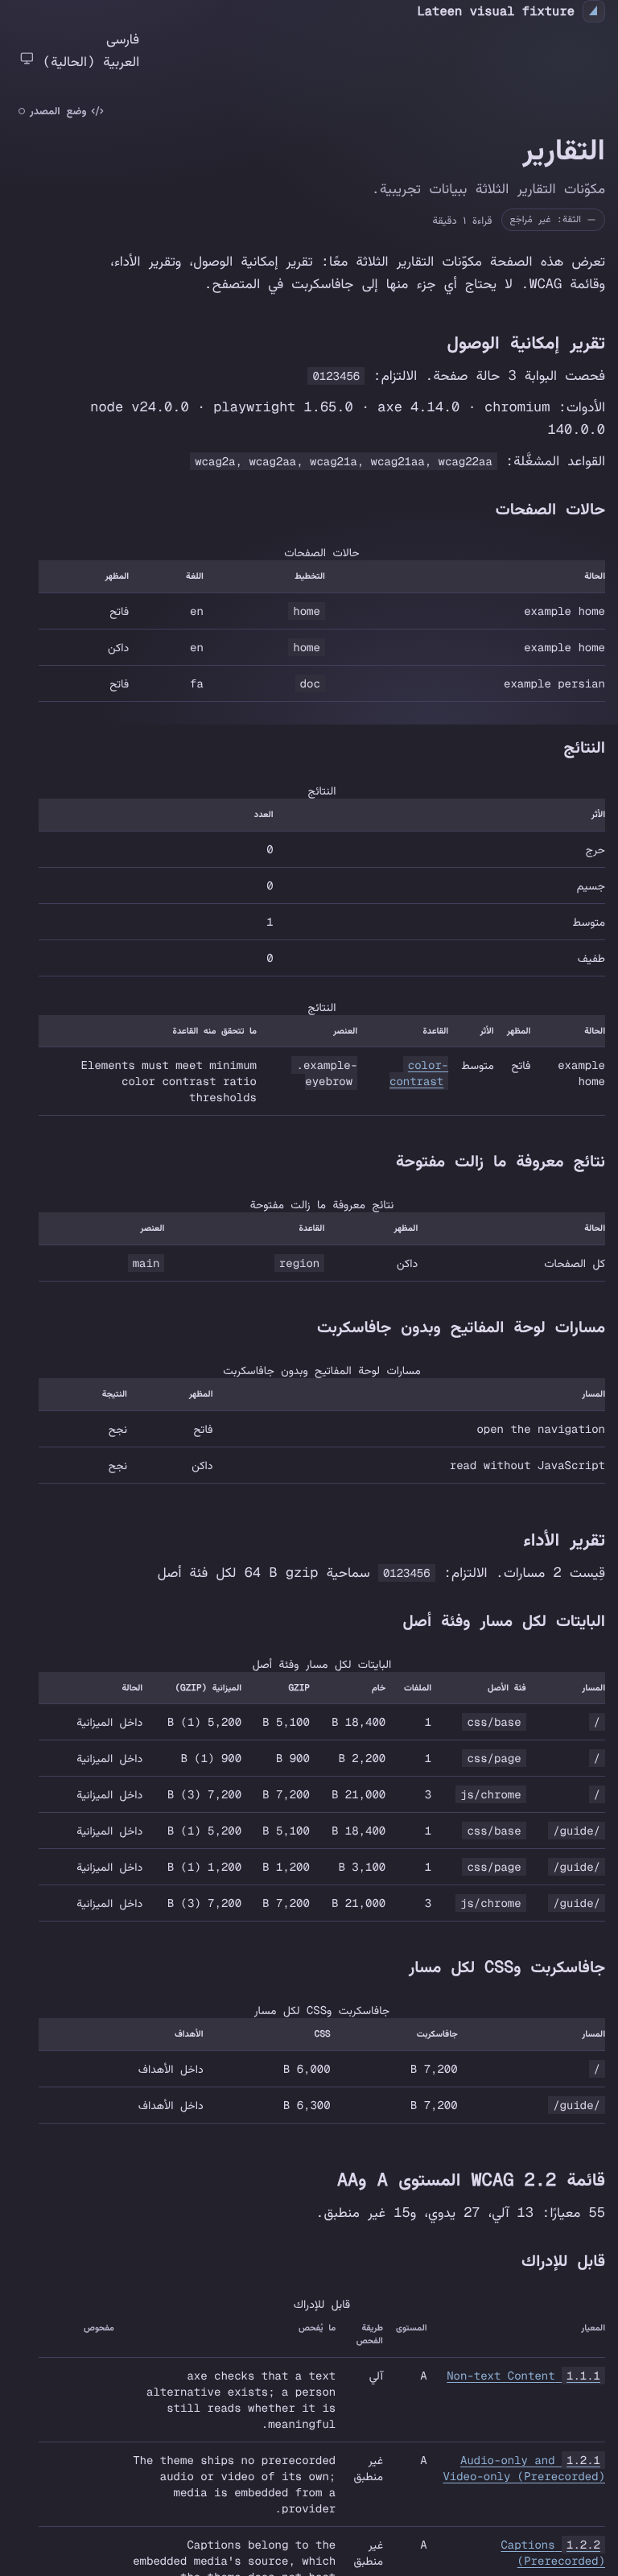 Lateen visual fixture
فارسی
العربية (الحالية)
</> وضع المصدر
التقارير
مكوّنات التقارير الثلاثة ببيانات تجريبية.
— الثقة: غير مُراجَع
قراءة ١ دقيقة
تعرض هذه الصفحة مكوّنات التقارير الثلاثة معًا: تقرير إمكانية الوصول، وتقرير الأداء،
وقائمة WCAG. لا يحتاج أي جزء منها إلى جافاسكربت في المتصفح.
تقرير إمكانية الوصول
فحصت البوابة 3 حالة صفحة. الالتزام: 0123456
الأدوات: node v24.0.0 · playwright 1.65.0 · axe 4.14.0 · chromium
140.0.0
القواعد المشغَّلة: wcag2a, wcag2aa, wcag21a, wcag21aa, wcag22aa
حالات الصفحات
حالات الصفحات
الحالة التخطيط اللغة المظهر
example home home en فاتح
example home home en داكن
example persian doc fa فاتح
النتائج
النتائج
الأثر العدد
حرج 0
جسيم 0
متوسط 1
طفيف 0
النتائج
الحالة المظهر الأثر القاعدة العنصر ما تتحقق منه القاعدة
example home فاتح متوسط color-contrast .example-eyebrow Elements must meet minimum
color contrast ratio
thresholds
نتائج معروفة ما زالت مفتوحة
نتائج معروفة ما زالت مفتوحة
الحالة المظهر القاعدة العنصر
كل الصفحات داكن region main
مسارات لوحة المفاتيح وبدون جافاسكربت
مسارات لوحة المفاتيح وبدون جافاسكربت
المسار المظهر النتيجة
open the navigation فاتح نجح
read without JavaScript داكن نجح
تقرير الأداء
قِيست 2 مسارات. الالتزام: 0123456 سماحية 64 B gzip لكل فئة أصل
البايتات لكل مسار وفئة أصل
البايتات لكل مسار وفئة أصل
المسار فئة الأصل الملفات خام GZIP الميزانية (GZIP) الحالة
/ css/base 1 18,400 B 5,100 B 5,200 B (1) داخل الميزانية
/ css/page 1 2,200 B 900 B 900 B (1) داخل الميزانية
/ js/chrome 3 21,000 B 7,200 B 7,200 B (3) داخل الميزانية
/guide/ css/base 1 18,400 B 5,100 B 5,200 B (1) داخل الميزانية
/guide/ css/page 1 3,100 B 1,200 B 1,200 B (1) داخل الميزانية
/guide/ js/chrome 3 21,000 B 7,200 B 7,200 B (3) داخل الميزانية
جافاسكربت وCSS لكل مسار
جافاسكربت وCSS لكل مسار
المسار جافاسكربت CSS الأهداف
/ 7,200 B 6,000 B داخل الأهداف
/guide/ 7,200 B 6,300 B داخل الأهداف
قائمة WCAG 2.2 المستوى A وAA
55 معيارًا: 13 آلي، 27 يدوي، و15 غير منطبق.
قابل للإدراك
قابل للإدراك
المعيار المستوى طريقة الفحص ما يُفحص مفحوص
1.1.1 Non-text Content A آلي axe checks that a text
alternative exists; a person
still reads whether it is
meaningful.
1.2.1 Audio-only and
Video-only (Prerecorded) A غير منطبق The theme ships no prerecorded
audio or video of its own;
media is embedded from a
provider.
1.2.2 Captions
(Prerecorded) A غير منطبق Captions belong to the
embedded media's source, which